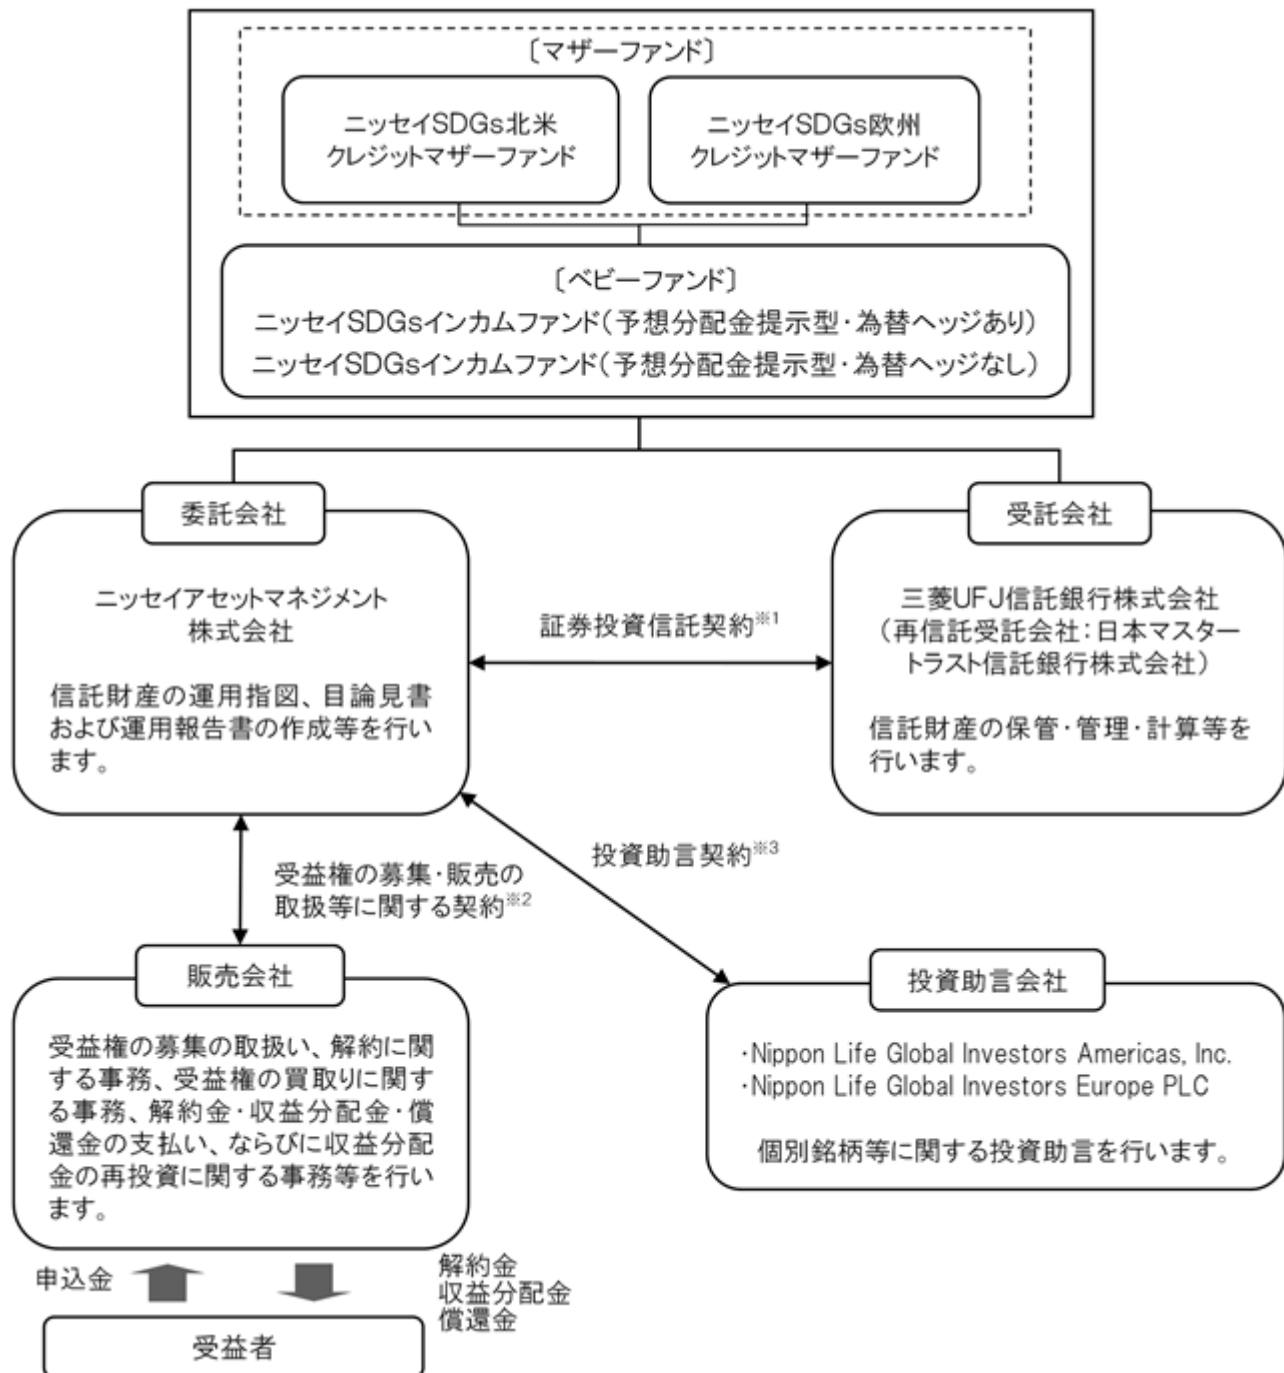 〔マザーファンド〕
ニッセイSDGs北米
クレジットマザーファンド
ニッセイSDGs欧州
クレジットマザーファンド
〔ベビーファンド〕
ニッセイSDGsインカムファンド（予想分配金提示型・為替ヘッジあり）
ニッセイSDGsインカムファンド（予想分配金提示型・為替ヘッジなし）
委託会社
ニッセイアセットマネジメント
株式会社
信託財産の運用指図、目論見書
および運用報告書の作成等を行い
ます。
証券投資信託契約※1
受託会社
三菱UFJ信託銀行株式会社
（再信託受託会社：日本マスター
トラスト信託銀行株式会社）
信託財産の保管・管理・計算等を
行います。
受益権の募集・販売の
取扱等に関する契約※2
投資助言契約※3
販売会社
受益権の募集の取扱い、解約に関
する事務、受益権の買取りに関す
る事務、解約金・収益分配金・償
還金の支払い、ならびに収益分配
金の再投資に関する事務等を行い
ます。
投資助言会社
・Nippon Life Global Investors Americas, Inc.
・Nippon Life Global Investors Europe PLC
個別銘柄等に関する投資助言を行います。
申込金
解約金
収益分配金
償還金
受益者